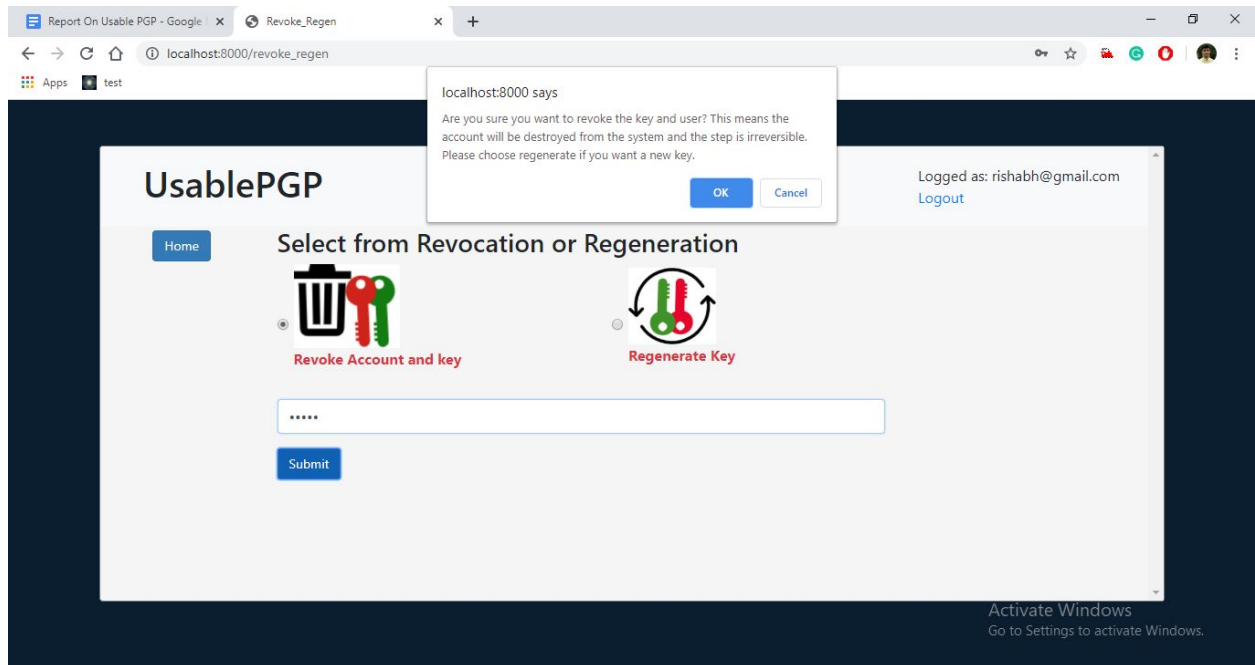 Report On Usable PGP - Google
Revoke_Regen
localhost:8000/revoke_regen
Apps
test
localhost:8000 says
Are you sure you want to revoke the key and user? This means the
account will be destroyed from the system and the step is irreversible.
Please choose regenerate if you want a new key.
OK
Cancel
UsablePGP
Logged as: rishabh@gmail.com
Logout
Home
Select from Revocation or Regeneration
Revoke Account and key
Regenerate Key
•••••
Submit
Activate Windows
Go to Settings to activate Windows.